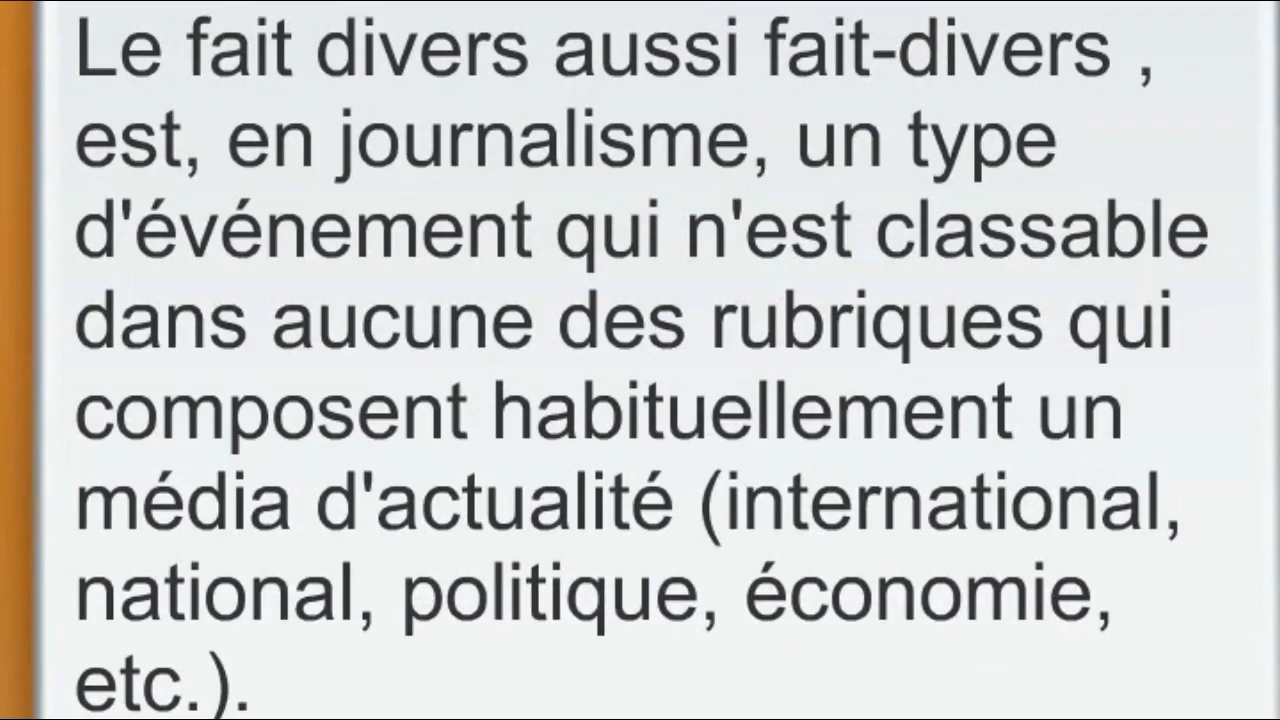 Le fait divers aussi fait-divers ,
est, en journalisme, un type
d'événement qui n'est classable
dans aucune des rubriques qui
composent habituellement un
média d'actualité (international,
national, politique, économie,
etc.).